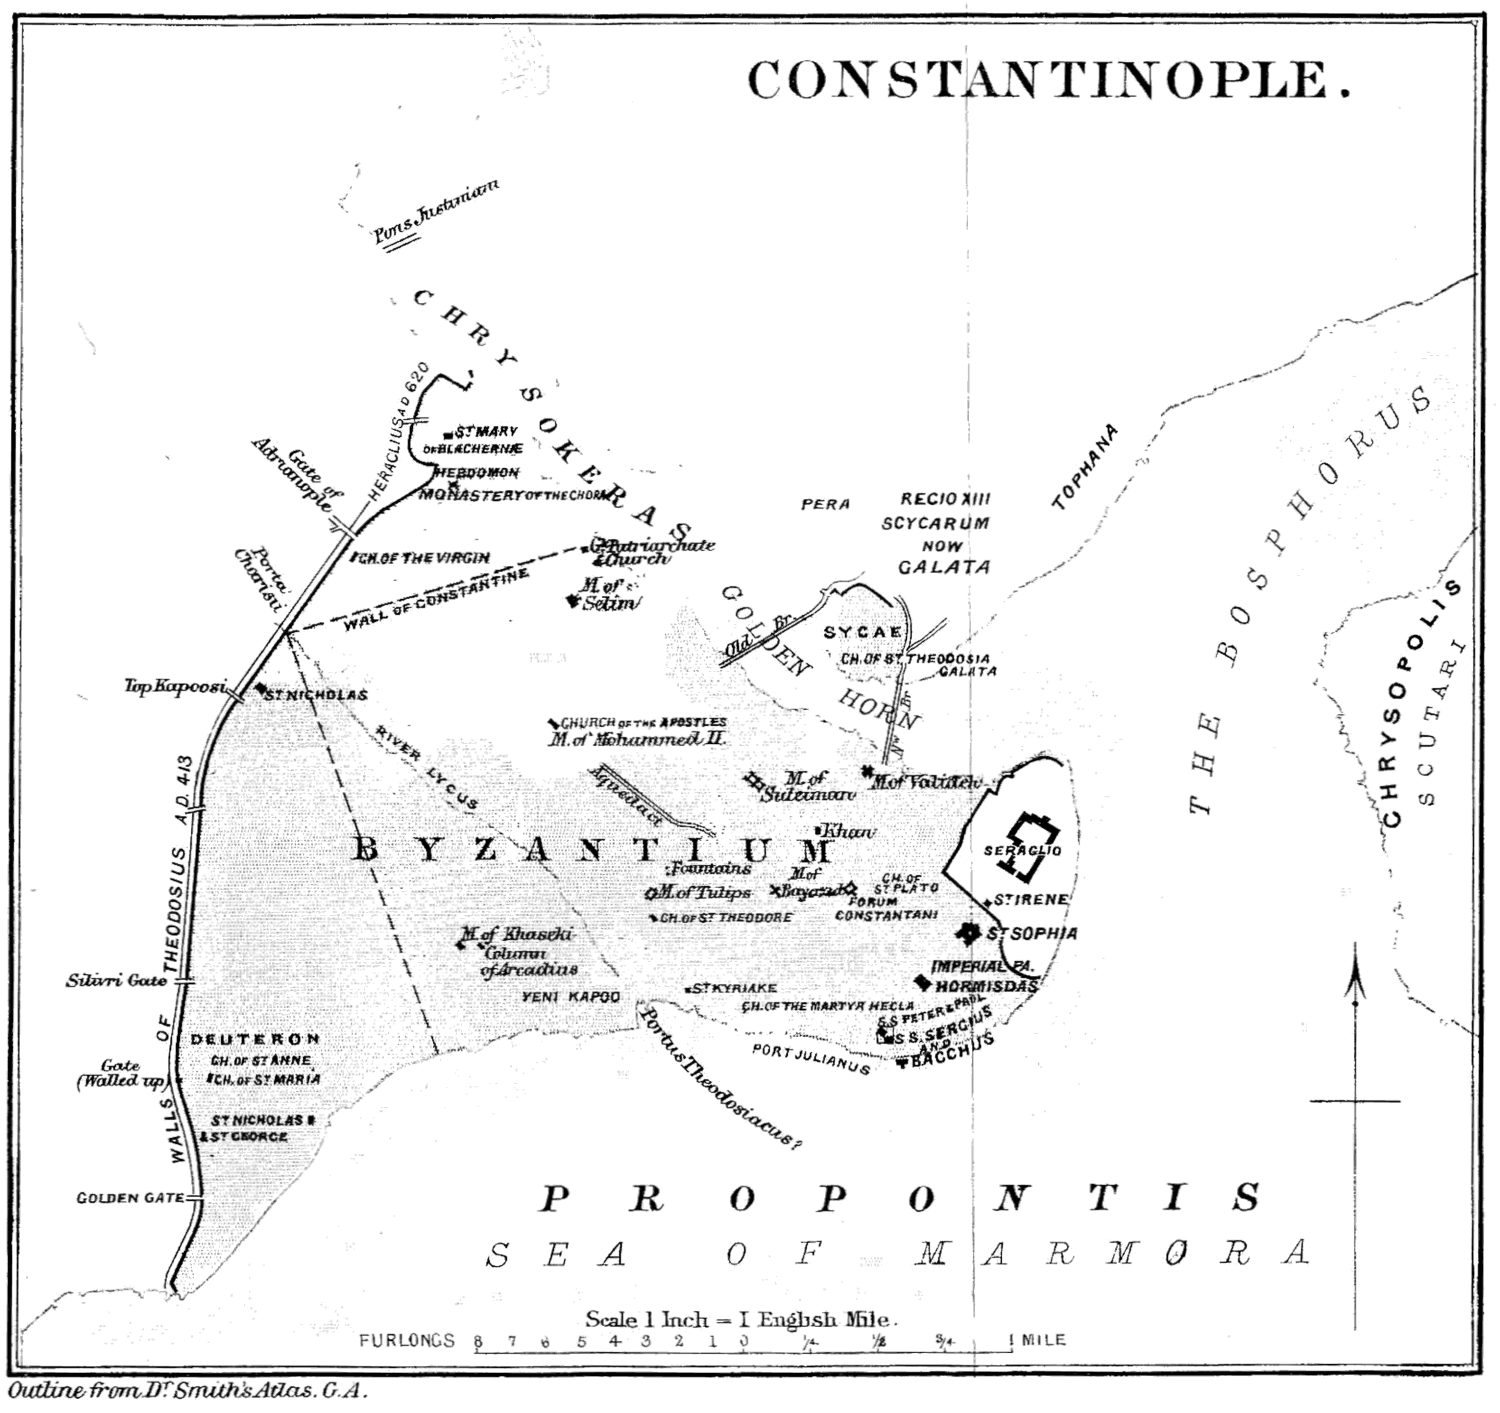 CONSTANTINOPLE.
Pons Justiniani
CHRYSOKERAS
HERACLIUS AD 620
ST MARY
OF BLACHERNÆ
HEBDOMON
MONASTERY OF THE CHORA
Gate of
Adrianople
Porta
Charisii
CH. OF THE VIRGIN
WALL OF CONSTANTINE
G. Patriarchate
& Church
M. of
Selim
PERA
REGIO XIII
SCYCARUM
NOW
GALATA
TOPHANA
THE BOSPHORUS
CHRYSOPOLIS
SCUTARI
GOLDEN HORN
Old Br.
SYCAE
CH. OF ST THEODOSIA
GALATA
Nw Br
Top Kapoosi
ST NICHOLAS
RIVER LYCUS
CHURCH OF THE APOSTLES
M. of Mohammed II.
Aqueduct
M. of
Suleiman
M. of Valideh
Khan
BYZANTIUM
SERAGLIO
Fountains
M. of Tulips
M. of
Bayazid
CH. OF
ST PLATO
FORUM
CONSTANTANI
CH. OF ST THEODORE
ST IRENE
ST SOPHIA
M. of Khaseki
Column
of Arcadius
YENI KAPOO
ST KYRIAKE
IMPERIAL PA.
HORMISDAS
CH. OF THE MARTYR HECLA
S.S PETER & PAUL
S S. SERGIUS
AND
BACCHUS
PORT JULIANUS
Portus Theodosiacus?
WALLS OF THEODOSIUS A.D. 413
Silivri Gate
DEUTERON
CH. OF ST ANNE
CH. OF ST MARIA
Gate
(Walled up)
ST NICHOLAS
& ST GEORGE
GOLDEN GATE
PROPONTIS
SEA OF MARMORA
Scale 1 Inch = 1 English Mile.
FURLONGS 8 7 6 5 4 3 2 1 0 1/4 1/2 3/4 1 MILE
Outline from Dr. Smith's Atlas. G.A.